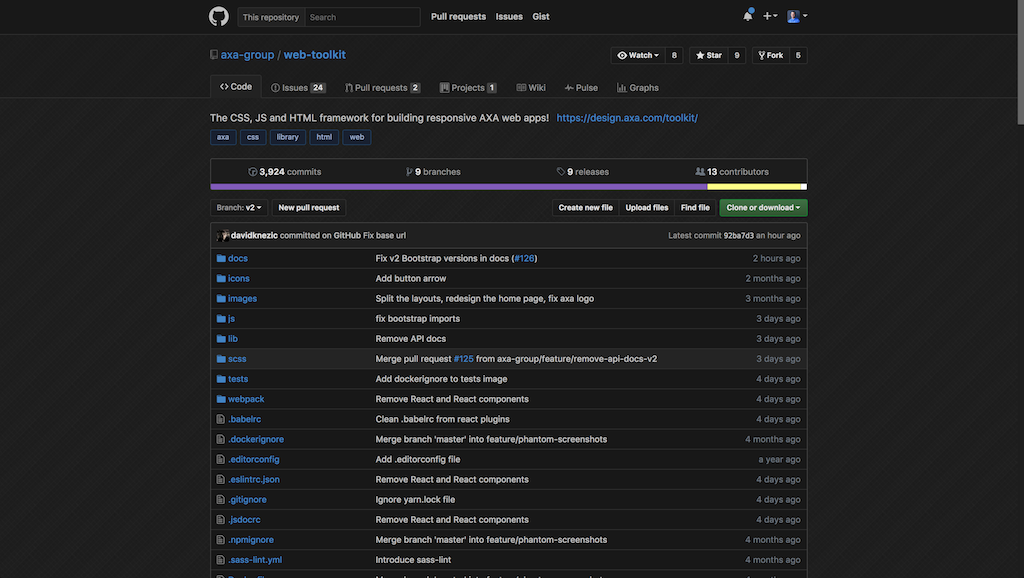 This repository Search Pull requests Issues Gist
axa-group / web-toolkit Watch 8 Star 9 Fork 5
Code Issues 24 Pull requests 2 Projects 1 Wiki Pulse Graphs
The CSS, JS and HTML framework for building responsive AXA web apps! https://design.axa.com/toolkit/
axa css library html web
3,924 commits 9 branches 9 releases 13 contributors
Branch: v2 New pull request Create new file Upload files Find file Clone or download
davidknezic committed on GitHub Fix base url Latest commit 92ba7d3 an hour ago
docs Fix v2 Bootstrap versions in docs (#126) 2 hours ago
icons Add button arrow 2 months ago
images Split the layouts, redesign the home page, fix axa logo 3 months ago
js fix bootstrap imports 3 days ago
lib Remove API docs 3 days ago
scss Merge pull request #125 from axa-group/feature/remove-api-docs-v2 3 days ago
tests Add dockerignore to tests image 4 days ago
webpack Remove React and React components 4 days ago
.babelrc Clean .babelrc from react plugins 4 days ago
.dockerignore Merge branch 'master' into feature/phantom-screenshots 4 months ago
.editorconfig Add .editorconfig file a year ago
.eslintrc.json Remove React and React components 4 days ago
.gitignore Ignore yarn.lock file 4 days ago
.jsdocrc Remove React and React components 4 days ago
.npmignore Merge branch 'master' into feature/phantom-screenshots 4 months ago
.sass-lint.yml Introduce sass-lint 4 months ago